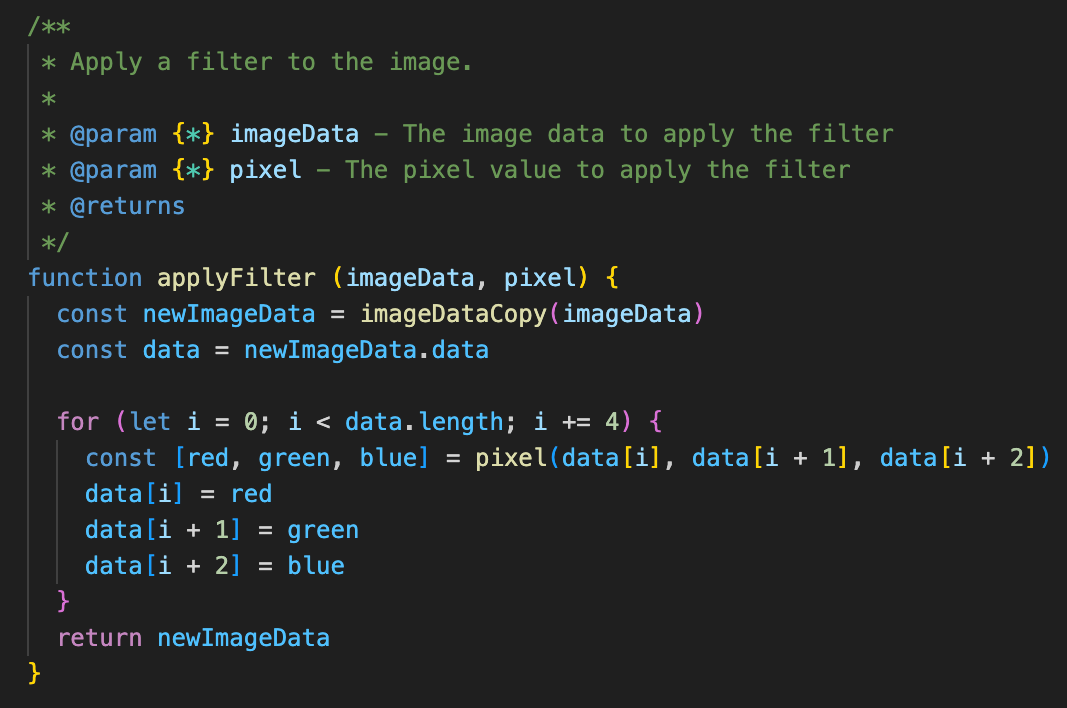 /**
 * Apply a filter to the image.
 *
 * @param {*} imageData - The image data to apply the filter
 * @param {*} pixel - The pixel value to apply the filter
 * @returns
 */
function applyFilter (imageData, pixel) {
  const newImageData = imageDataCopy(imageData)
  const data = newImageData.data

  for (let i = 0; i < data.length; i += 4) {
    const [red, green, blue] = pixel(data[i], data[i + 1], data[i + 2])
    data[i] = red
    data[i + 1] = green
    data[i + 2] = blue
  }
  return newImageData
}